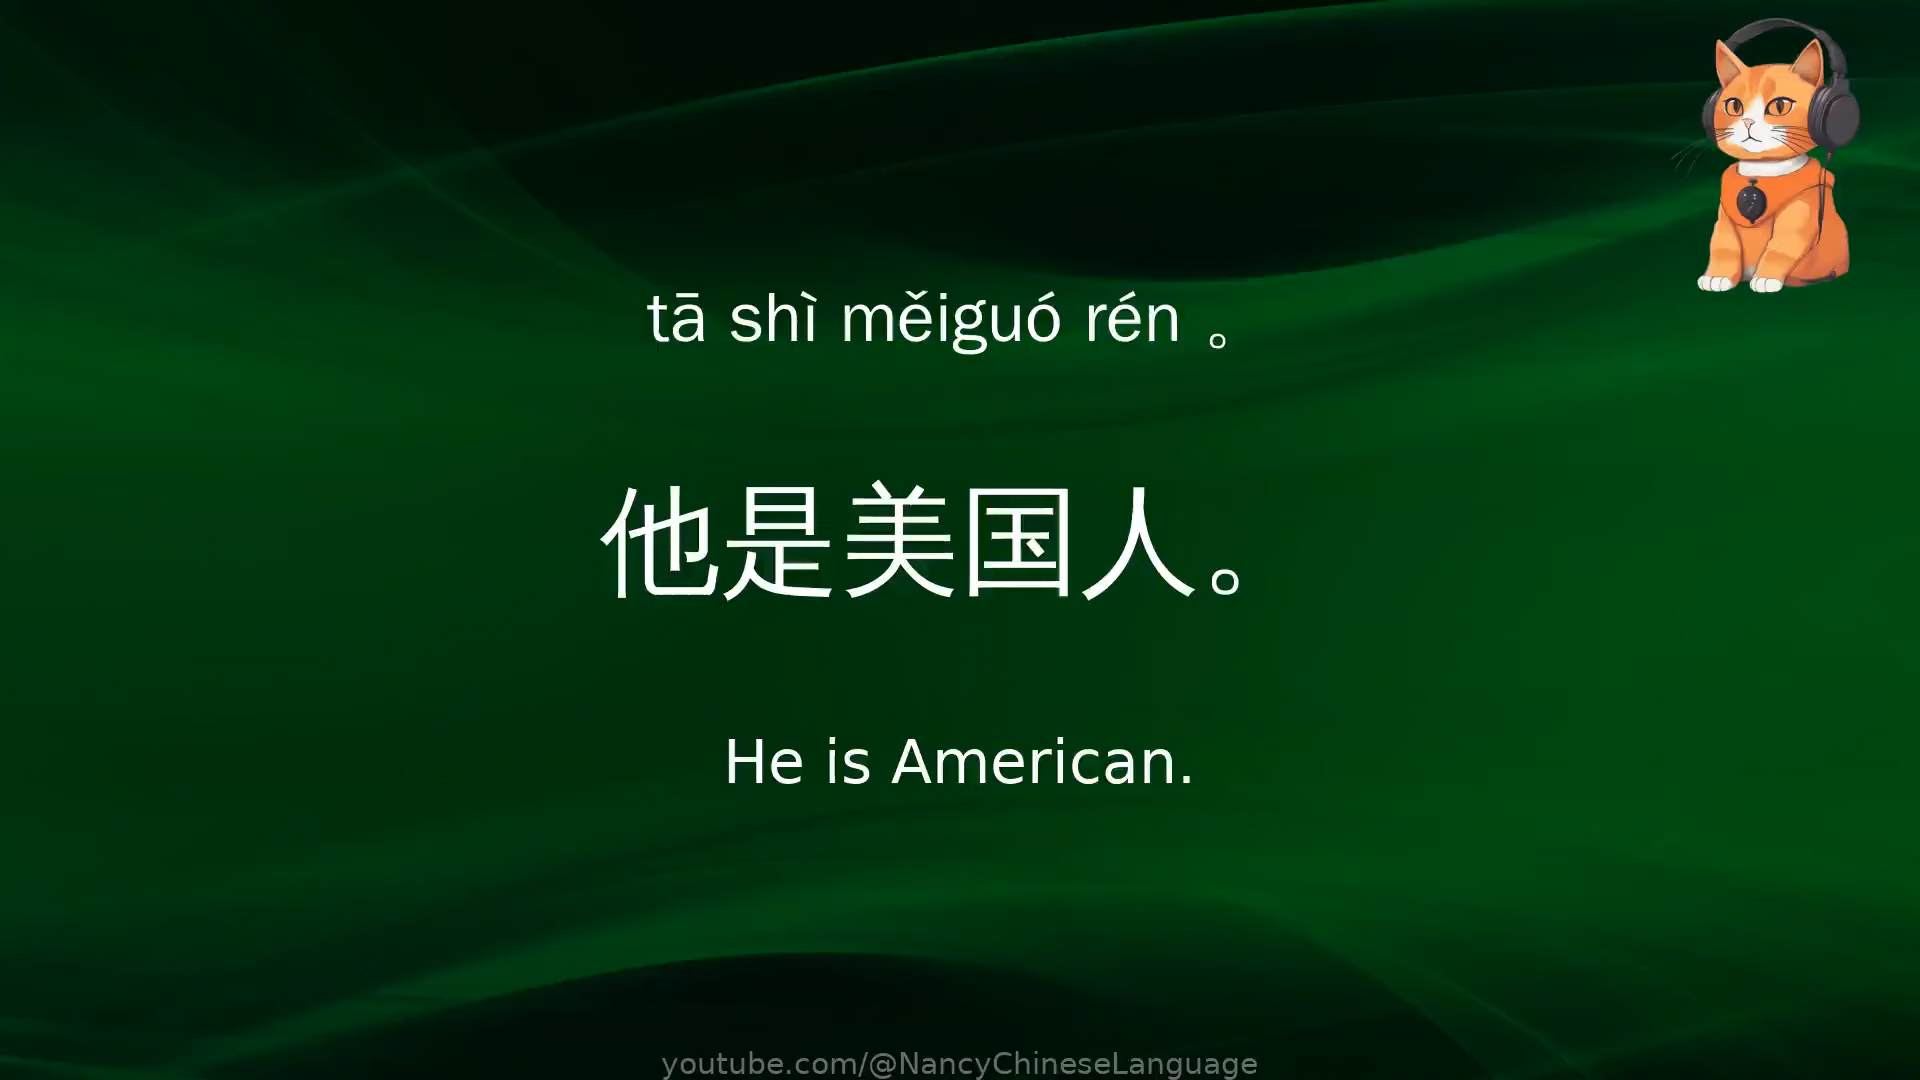 tā shì měiguó rén 。
他是美国人。
He is American.
youtube.com/@NancyChineseLanguage